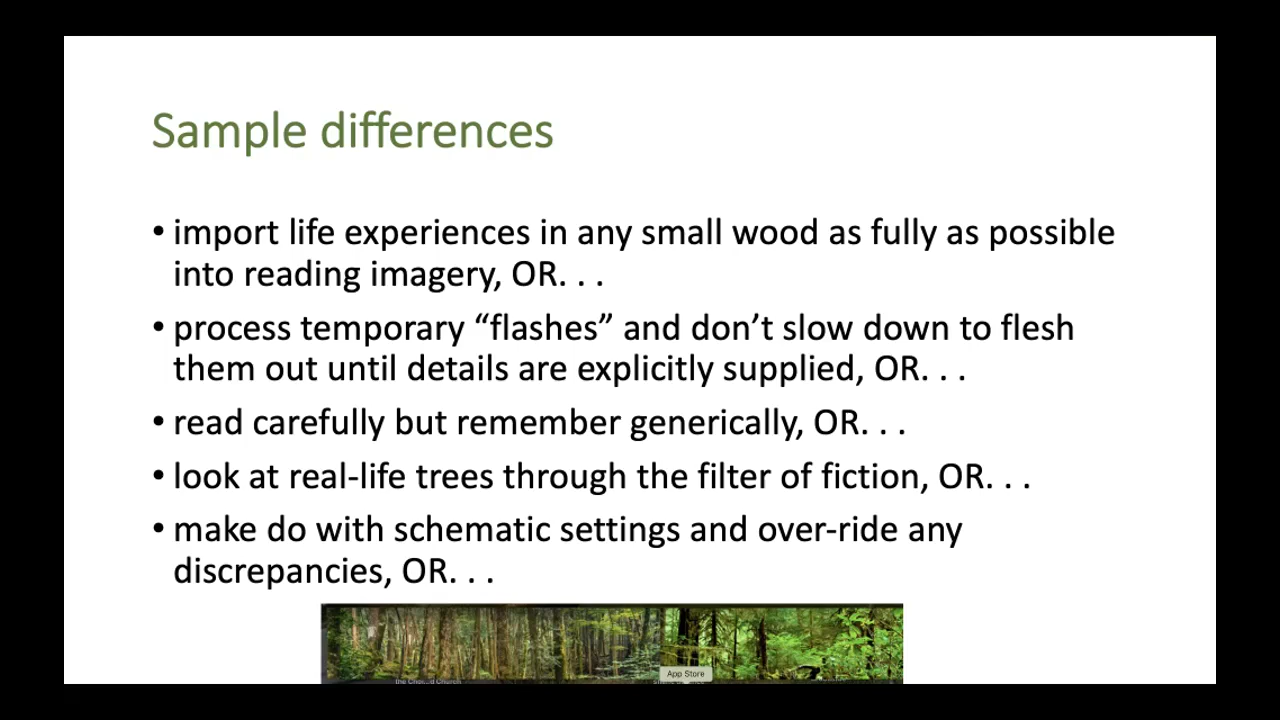 Sample differences
• import life experiences in any small wood as fully as possible
into reading imagery, OR. . .
• process temporary “flashes” and don’t slow down to flesh
them out until details are explicitly supplied, OR. . .
• read carefully but remember generically, OR. . .
• look at real-life trees through the filter of fiction, OR. . .
• make do with schematic settings and over-ride any
discrepancies, OR. . .
App Store